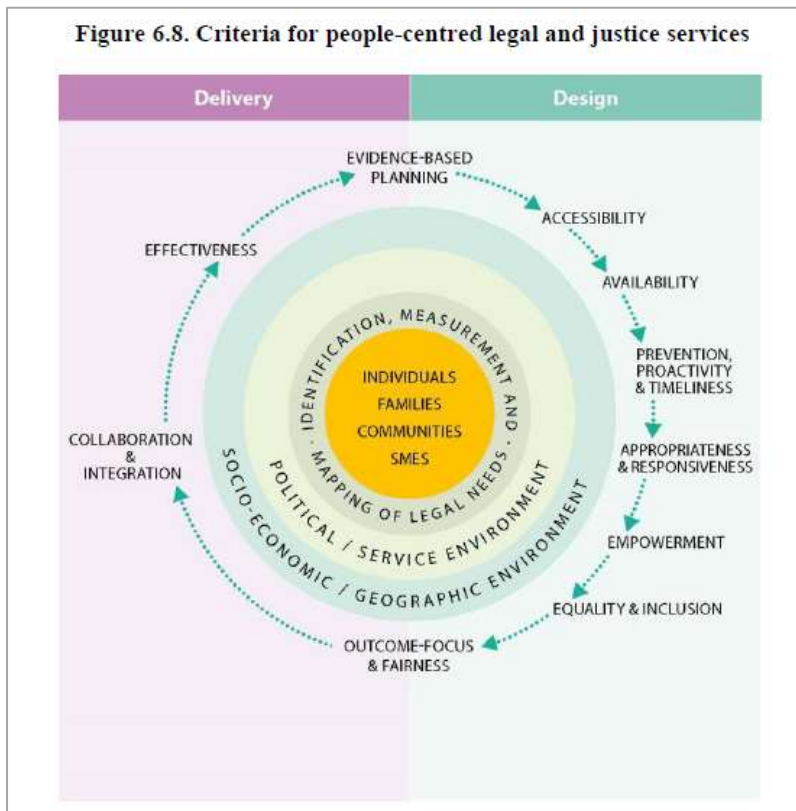 Figure 6.8. Criteria for people-centred legal and justice services
Delivery
Design
EVIDENCE-BASED
PLANNING
ACCESSIBILITY
EFFECTIVENESS
AVAILABILITY
PREVENTION,
PROACTIVITY
& TIMELINESS
IDENTIFICATION, MEASUREMENT AND
· MAPPING OF LEGAL NEEDS ·
INDIVIDUALS
FAMILIES
COMMUNITIES
SMES
COLLABORATION
&
INTEGRATION
APPROPRIATENESS
& RESPONSIVENESS
POLITICAL / SERVICE ENVIRONMENT
SOCIO-ECONOMIC / GEOGRAPHIC ENVIRONMENT
EMPOWERMENT
EQUALITY & INCLUSION
OUTCOME-FOCUS
& FAIRNESS